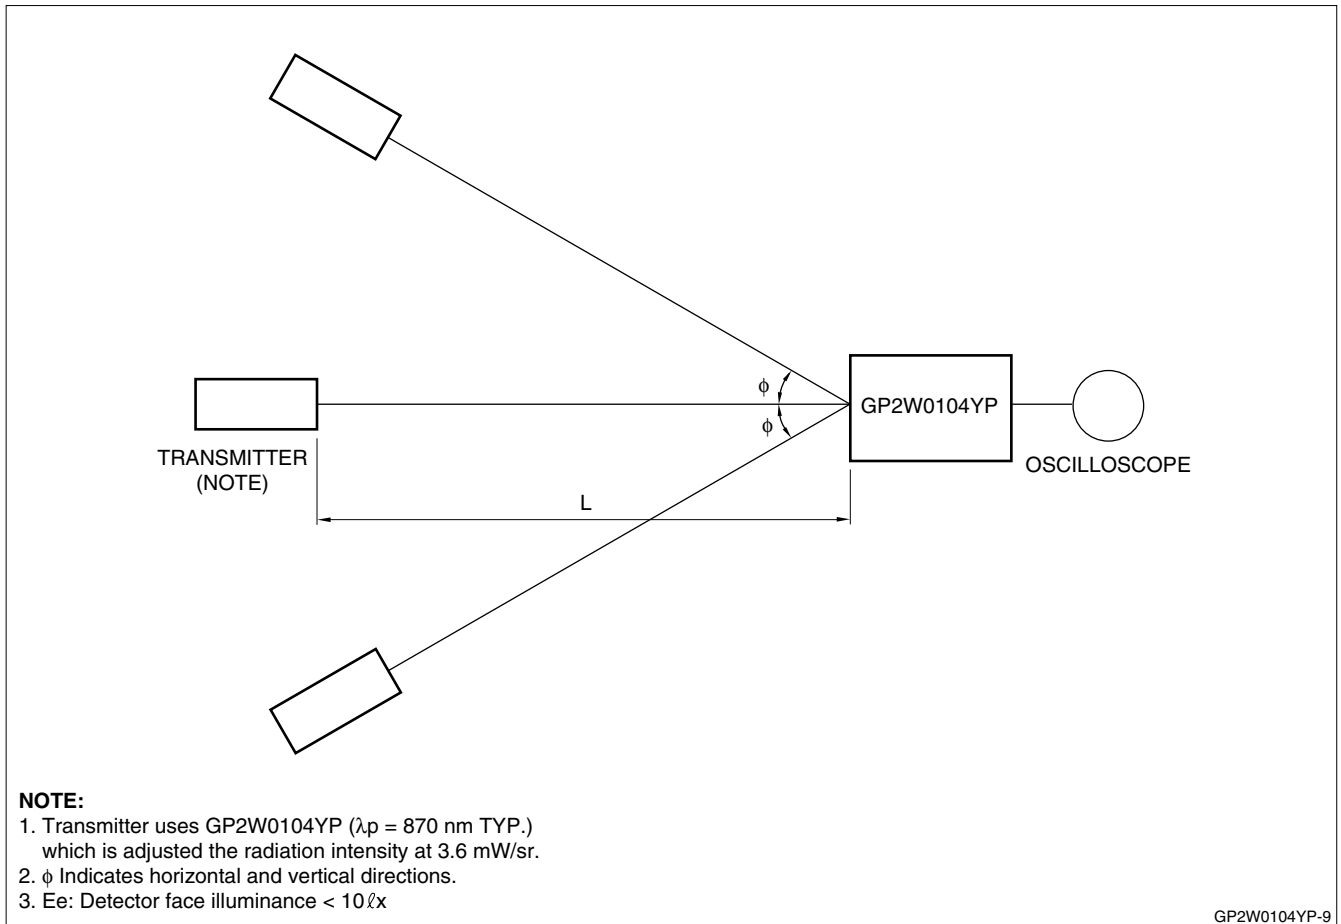 φ
φ
GP2W0104YP
TRANSMITTER
(NOTE)
OSCILLOSCOPE
L
NOTE:
1. Transmitter uses GP2W0104YP (λp = 870 nm TYP.)
which is adjusted the radiation intensity at 3.6 mW/sr.
2. φ Indicates horizontal and vertical directions.
3. Ee: Detector face illuminance < 10 ℓx
GP2W0104YP-9